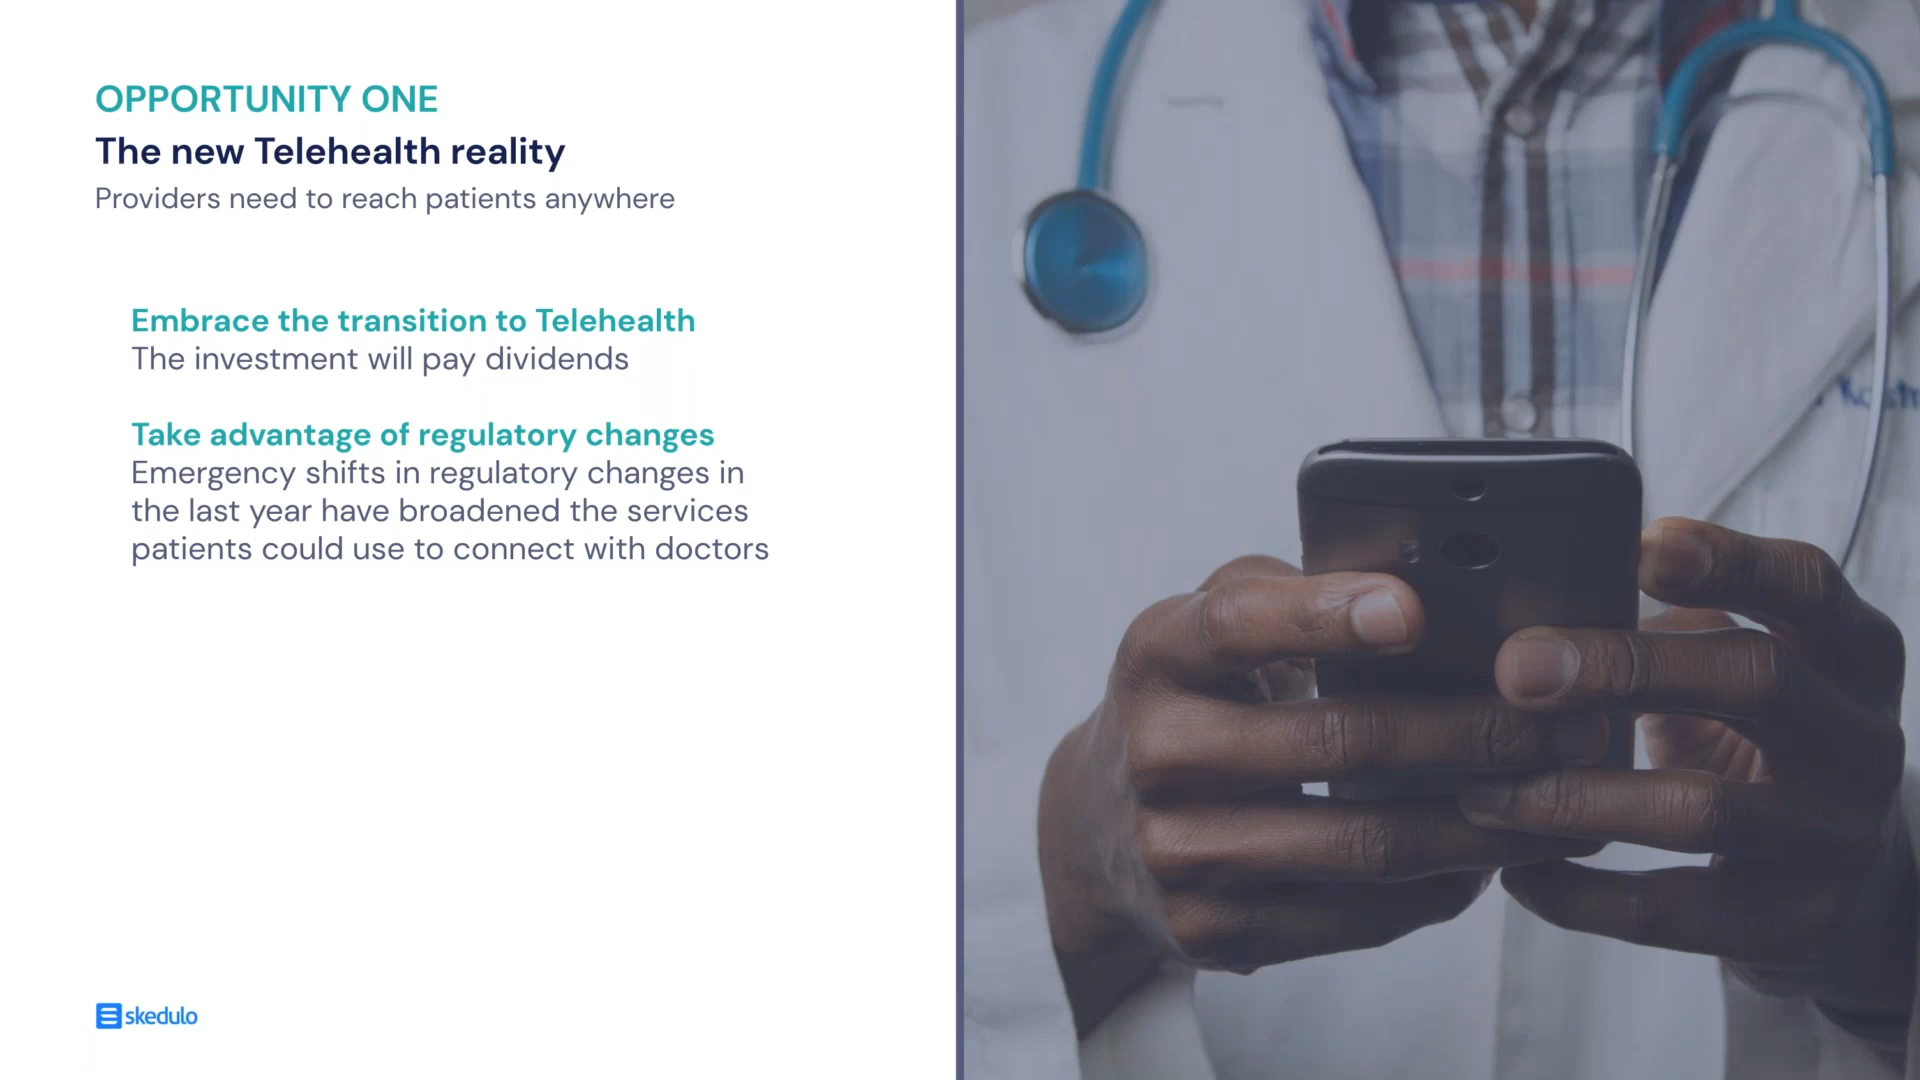 OPPORTUNITY ONE
The new Telehealth reality
Providers need to reach patients anywhere
Embrace the transition to Telehealth
The investment will pay dividends
Take advantage of regulatory changes
Emergency shifts in regulatory changes in
the last year have broadened the services
patients could use to connect with doctors
skedulo